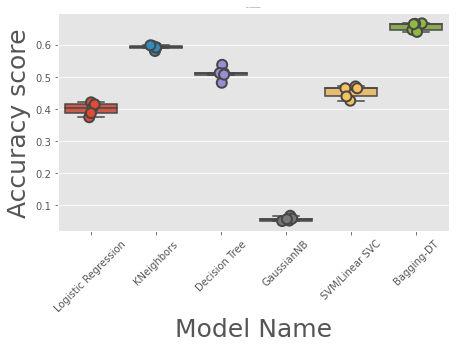 Accuracy score
0.6
0.5
0.4
0.3
0.2
0.1
Logistic Regression
KNeighbors
Decision Tree
GaussianNB
SVM/Linear SVC
Bagging-DT
Model Name